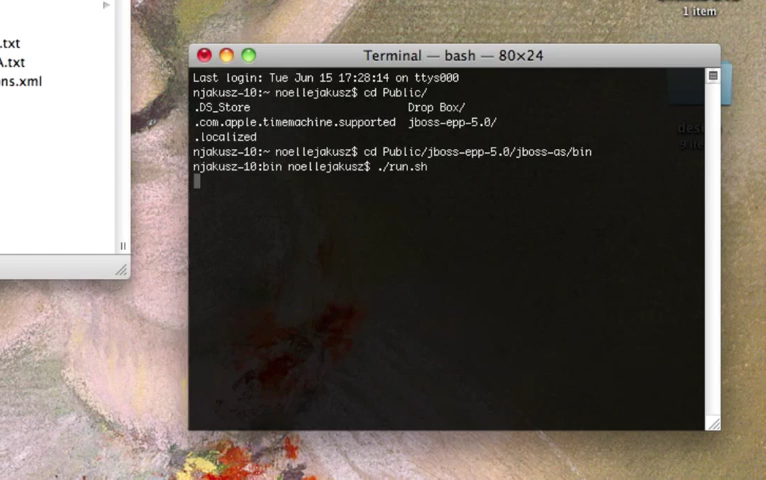 1 item
.txt
A.txt
ns.xml
Terminal — bash — 80×24
Last login: Tue Jun 15 17:28:14 on ttys000
njakusz-10:~ noellejakusz$ cd Public/
.DS_Store Drop Box/
.com.apple.timemachine.supported jboss-epp-5.0/
.localized
njakusz-10:~ noellejakusz$ cd Public/jboss-epp-5.0/jboss-as/bin
njakusz-10:bin noellejakusz$ ./run.sh